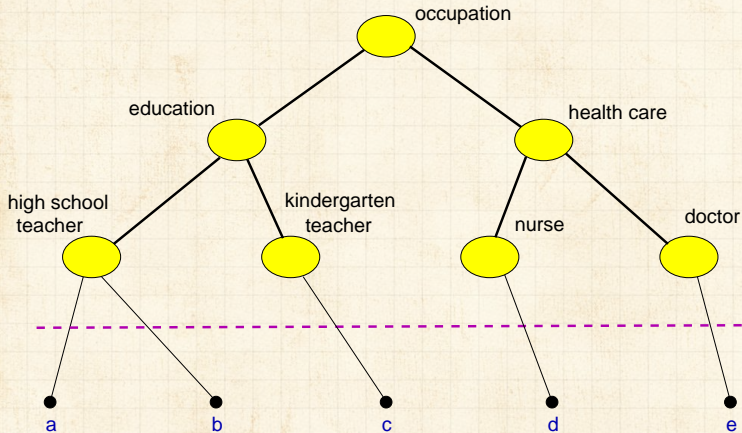 occupation
education
health care
high school
teacher
kindergarten
teacher
nurse
doctor
a
b
c
d
e